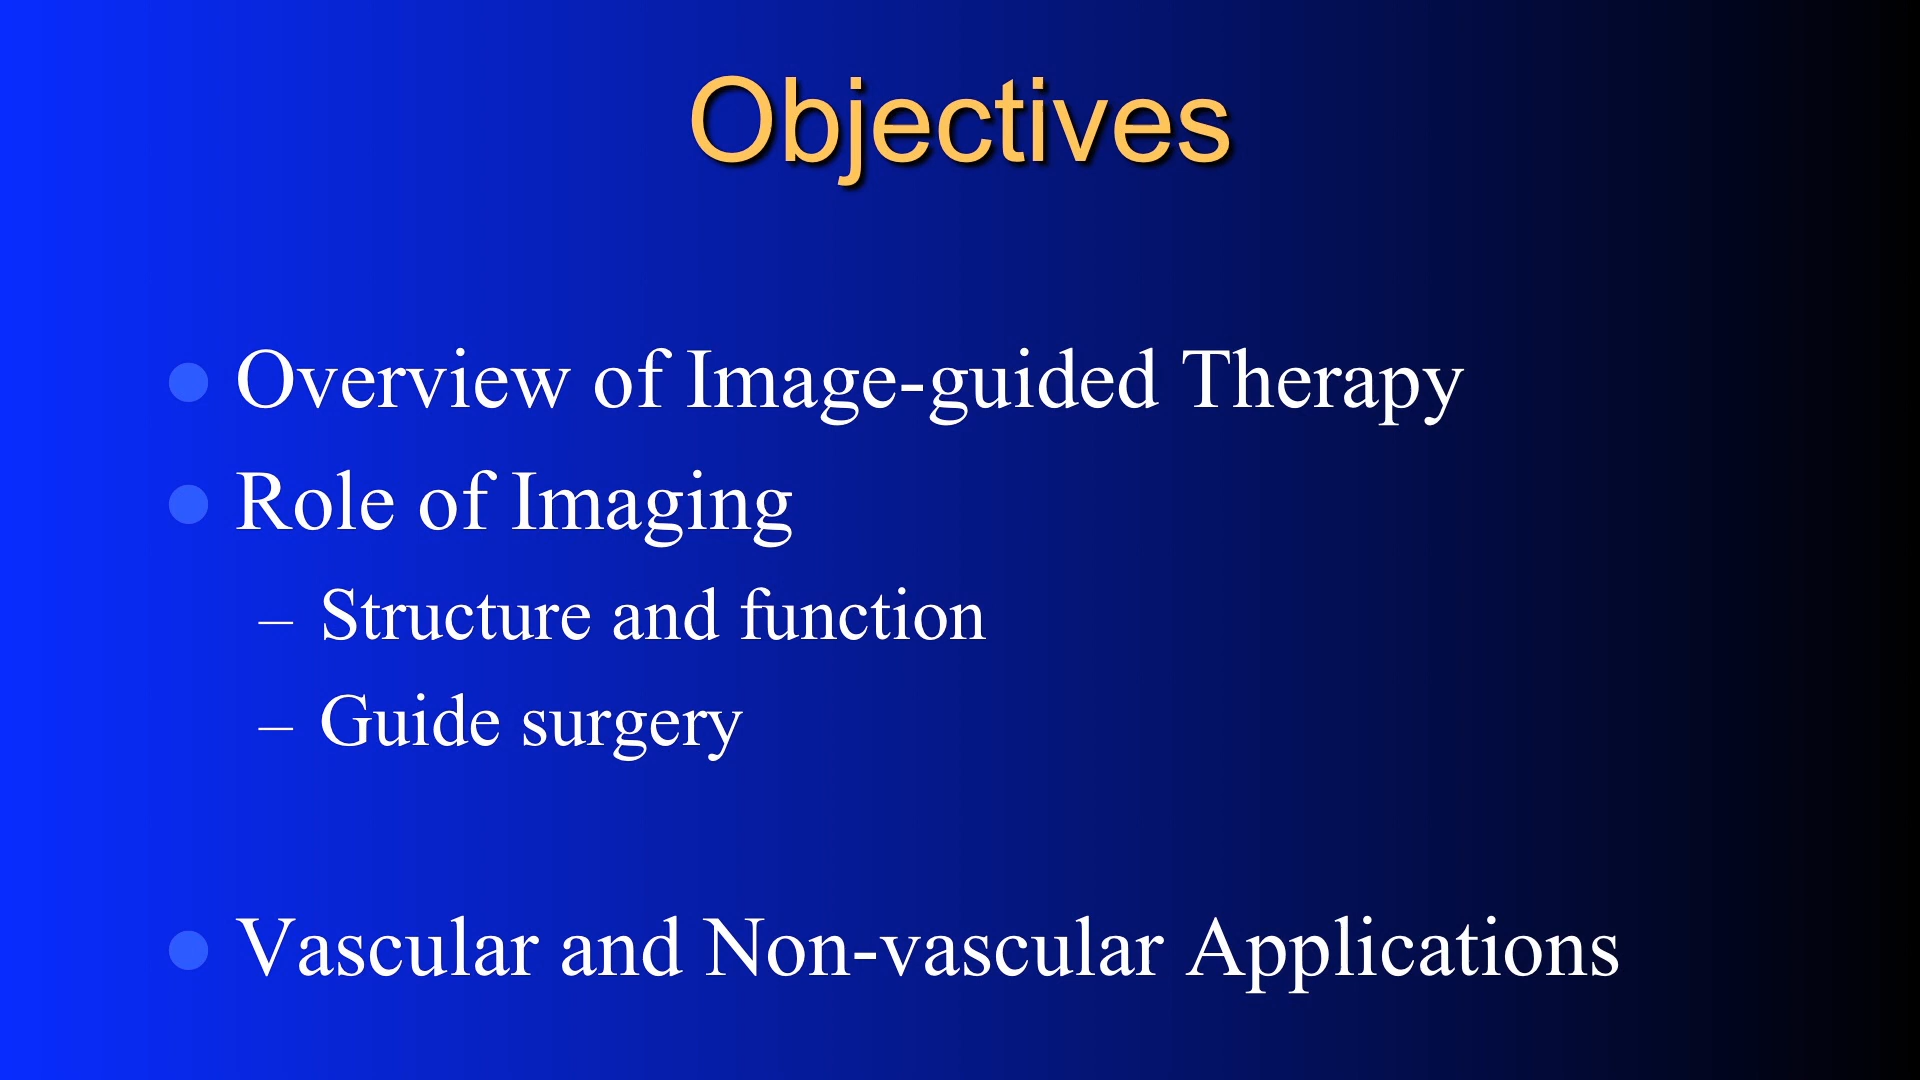 Objectives
Overview of Image-guided Therapy
Role of Imaging
– Structure and function
– Guide surgery
Vascular and Non-vascular Applications